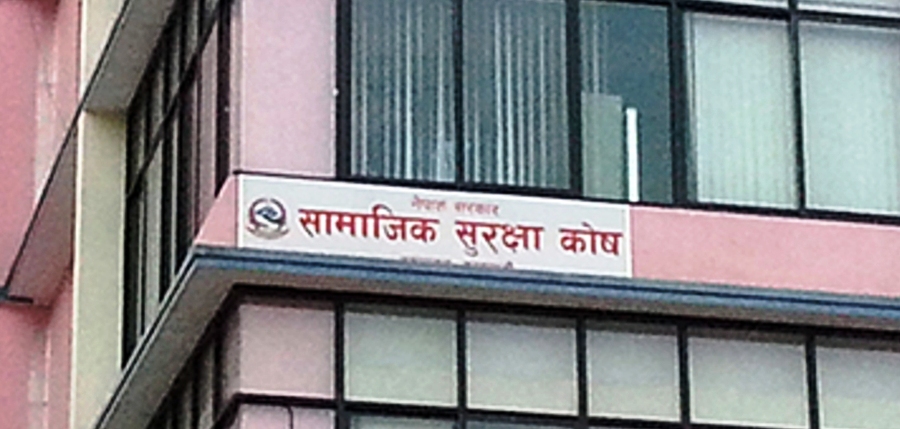 नेपाल सरकार
सामाजिक सुरक्षा कोष